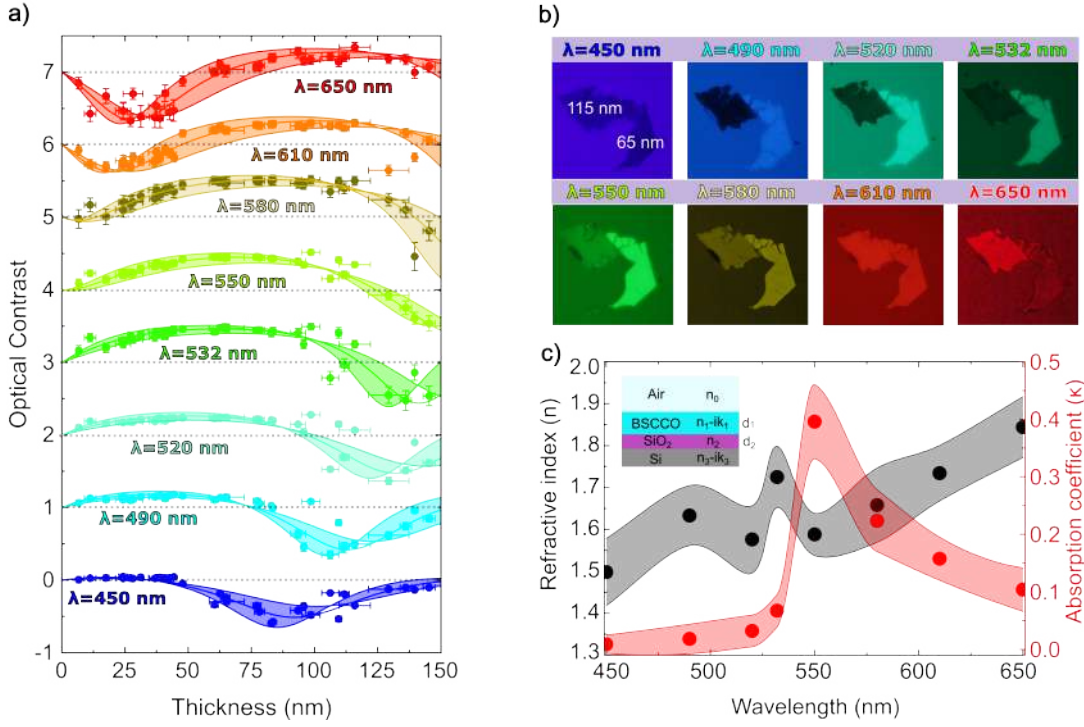 a)
Optical Contrast
7
6
5
4
3
2
1
0
-1
λ=650 nm
λ=610 nm
λ=580 nm
λ=550 nm
λ=532 nm
λ=520 nm
λ=490 nm
λ=450 nm
0 25 50 75 100 125 150
Thickness (nm)
b)
λ=450 nm λ=490 nm λ=520 nm λ=532 nm
115 nm
65 nm
λ=550 nm λ=580 nm λ=610 nm λ=650 nm
c)
Refractive index (n)
2.0
1.9
1.8
1.7
1.6
1.5
1.4
1.3
Air n₀
BSCCO n₁-ik₁ d₁
SiO₂ n₂ d₂
Si n₃-ik₃
0.5
0.4
0.3
0.2
0.1
0.0
Absorption coefficient (κ)
450 500 550 600 650
Wavelength (nm)